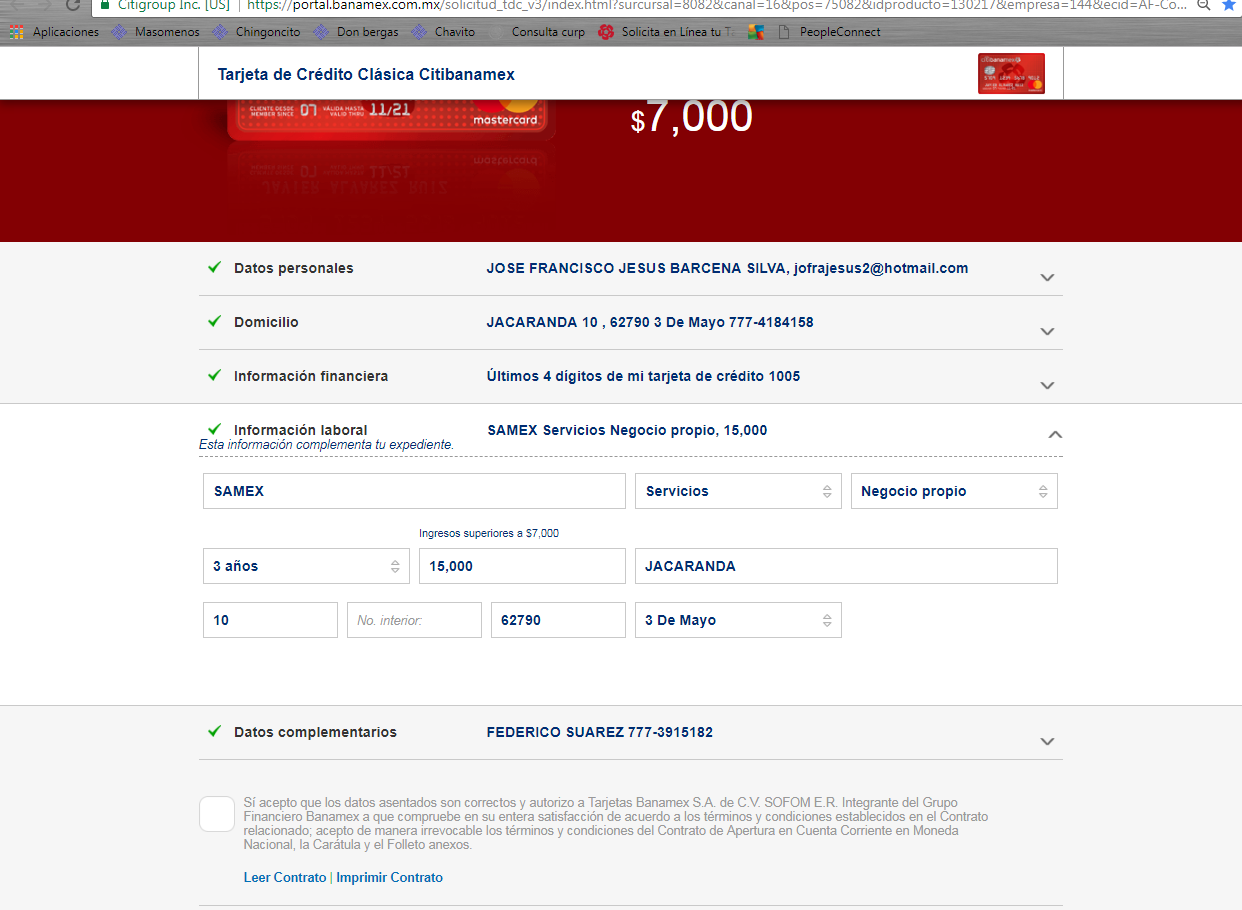 Citigroup Inc. [US] | https://portal.banamex.com.mx/solicitud_tdc_v3/index.html?surcursal=8082&canal=16&pos=75082&idproducto=130217&empresa=144&ecid=AF-Co...
Aplicaciones Masomenos Chingoncito Don bergas Chavito Consulta curp Solicita en Línea tu T PeopleConnect
Tarjeta de Crédito Clásica Citibanamex
CLIENTE DESDE MEMBER SINCE 07 VÁLIDA HASTA VALID THRU 11/21
mastercard
$7,000
JAVIER ALVAREZ RUIZ
Datos personales JOSE FRANCISCO JESUS BARCENA SILVA, jofrajesus2@hotmail.com
Domicilio JACARANDA 10 , 62790 3 De Mayo 777-4184158
Información financiera Últimos 4 dígitos de mi tarjeta de crédito 1005
Información laboral SAMEX Servicios Negocio propio, 15,000
Esta información complementa tu expediente.
SAMEX Servicios Negocio propio
Ingresos superiores a $7,000
3 años 15,000 JACARANDA
10 No. interior: 62790 3 De Mayo
Datos complementarios FEDERICO SUAREZ 777-3915182
Sí acepto que los datos asentados son correctos y autorizo a Tarjetas Banamex S.A. de C.V. SOFOM E.R. Integrante del Grupo
Financiero Banamex a que compruebe en su entera satisfacción de acuerdo a los términos y condiciones establecidos en el Contrato
relacionado; acepto de manera irrevocable los términos y condiciones del Contrato de Apertura en Cuenta Corriente en Moneda
Nacional, la Carátula y el Folleto anexos.
Leer Contrato | Imprimir Contrato